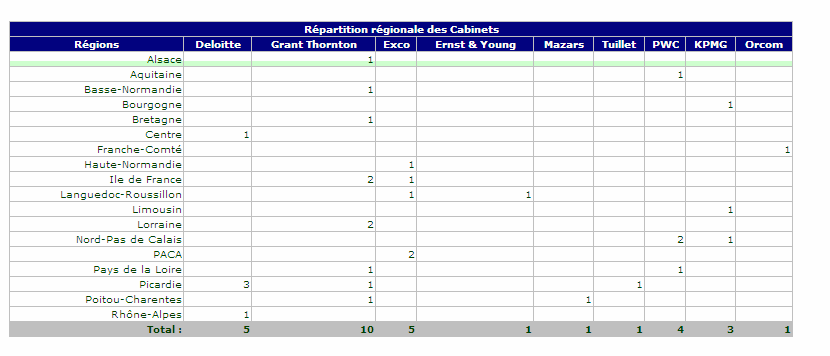 Répartition régionale des Cabinets
Régions Deloitte Grant Thornton Exco Ernst & Young Mazars Tuillet PWC KPMG Orcom
Alsace 1
Aquitaine 1
Basse-Normandie 1
Bourgogne 1
Bretagne 1
Centre 1
Franche-Comté 1
Haute-Normandie 1
Ile de France 2 1
Languedoc-Roussillon 1 1
Limousin 1
Lorraine 2
Nord-Pas de Calais 2 1
PACA 2
Pays de la Loire 1 1
Picardie 3 1 1
Poitou-Charentes 1 1
Rhône-Alpes 1
Total : 5 10 5 1 1 1 4 3 1